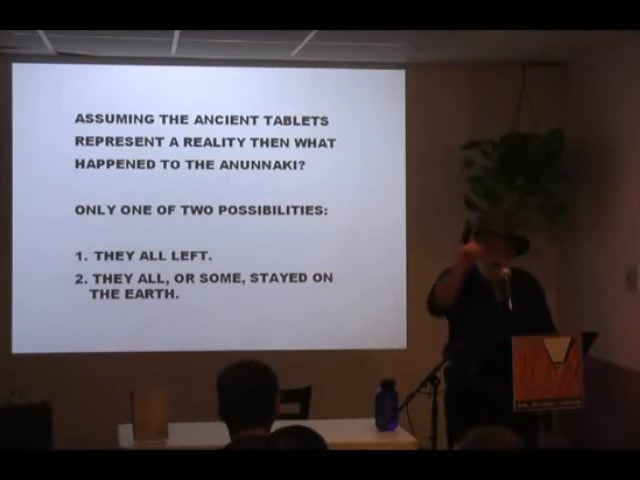 ASSUMING THE ANCIENT TABLETS
REPRESENT A REALITY THEN WHAT
HAPPENED TO THE ANUNNAKI?
ONLY ONE OF TWO POSSIBILITIES:
1. THEY ALL LEFT.
2. THEY ALL, OR SOME, STAYED ON
THE EARTH.